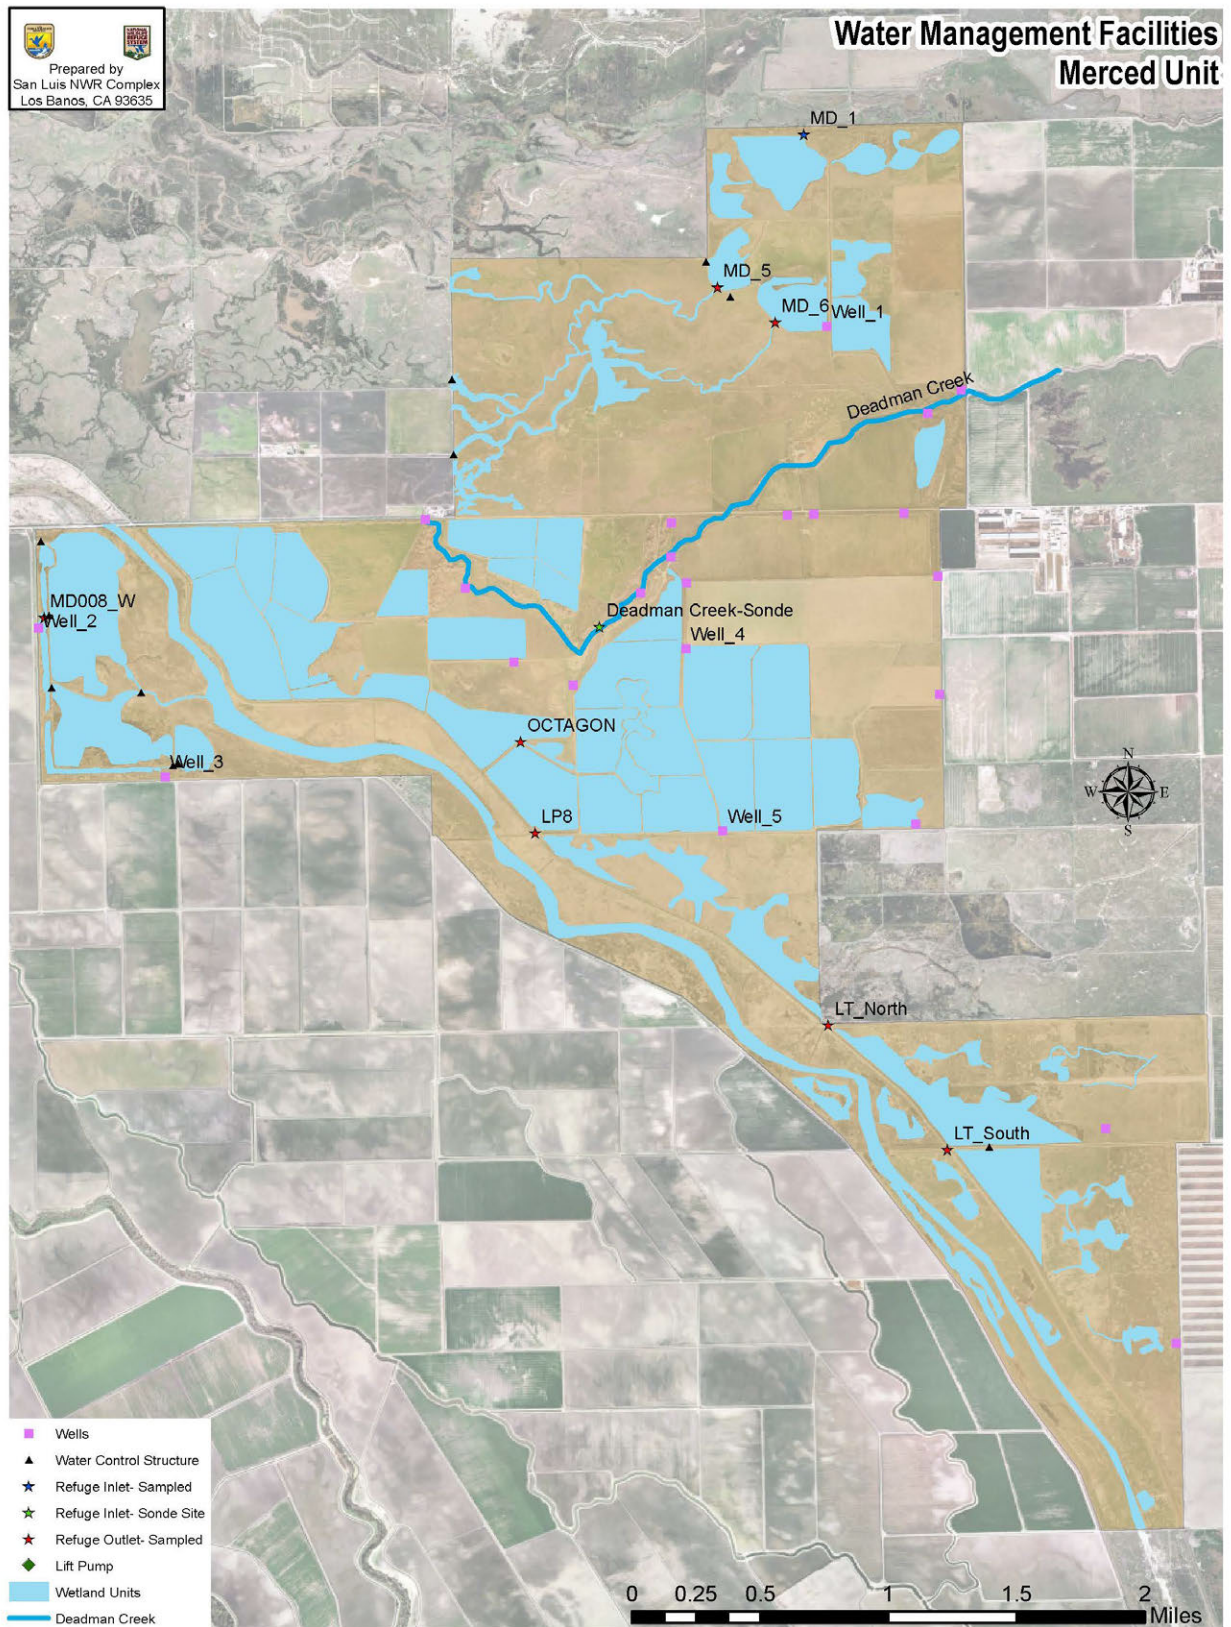 Water Management Facilities
Merced Unit
Prepared by
San Luis NWR Complex
Los Banos, CA 93635
MD_1
MD_5
MD_6
Well_1
Deadman Creek
MD008_W
Well_2
Deadman Creek-Sonde
Well_4
OCTAGON
Well_3
LP8
Well_5
N
W
E
S
LT_North
LT_South
Wells
Water Control Structure
Refuge Inlet- Sampled
Refuge Inlet- Sonde Site
Refuge Outlet- Sampled
Lift Pump
Wetland Units
Deadman Creek
0 0.25 0.5 1 1.5 2
Miles